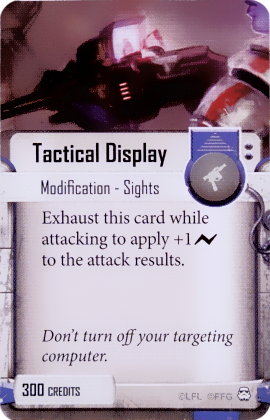 Tactical Display
Modification - Sights
Exhaust this card while
attacking to apply +1
to the attack results.
Don't turn off your targeting
computer.
300 CREDITS
©LFL ©FFG